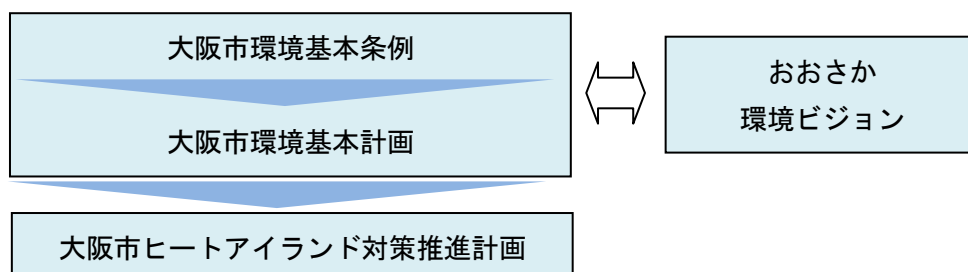 大阪市環境基本条例
大阪市環境基本計画
おおさか
環境ビジョン
大阪市ヒートアイランド対策推進計画